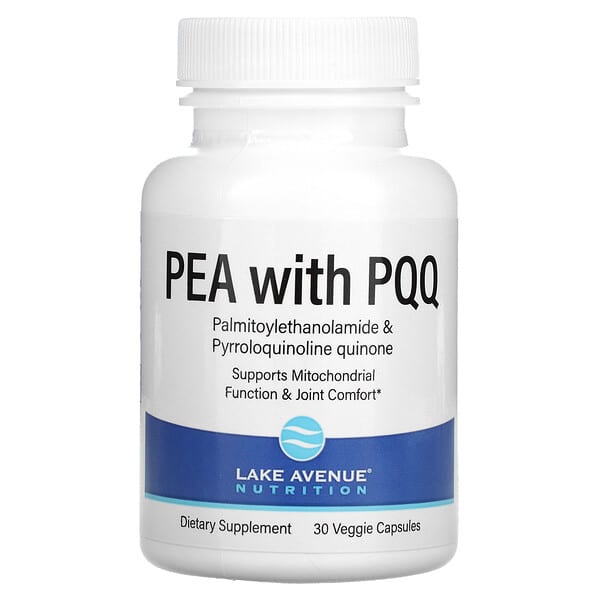 PEA with PQQ
Palmitoylethanolamide &
Pyrroloquinoline quinone
Supports Mitochondrial
Function & Joint Comfort*
LAKE AVENUE®
NUTRITION
Dietary Supplement 30 Veggie Capsules